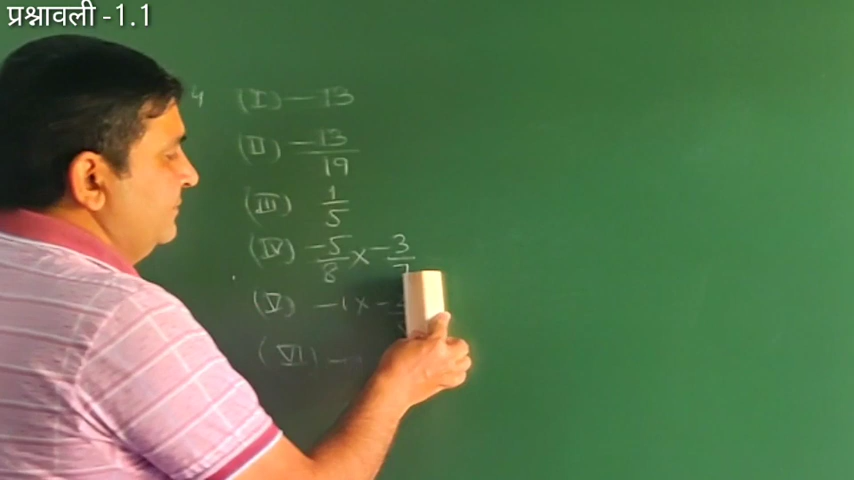 प्रश्नावली -1.1
4 (I) -13
(II) -13/19
(III) 1/5
(IV) -5/8 x -3/7
(V) -1 x -
(VI) -